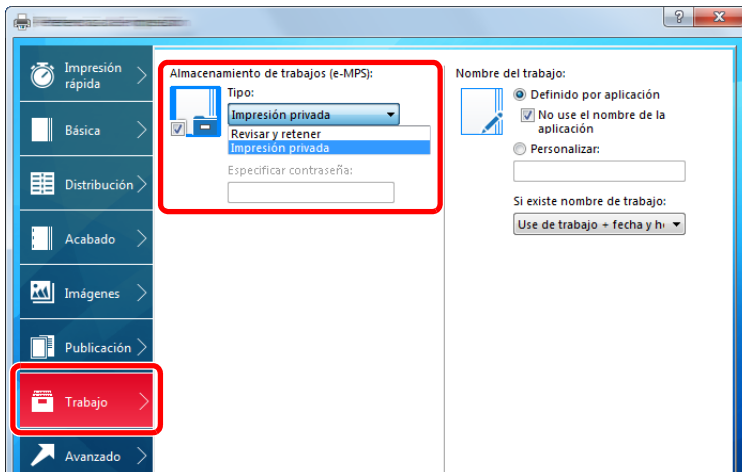 Impresión
rápida
Básica
Distribución
Acabado
Imágenes
Publicación
Trabajo
Avanzado
Almacenamiento de trabajos (e-MPS):
Tipo:
Impresión privada
Revisar y retener
Impresión privada
Especificar contraseña:
Nombre del trabajo:
Definido por aplicación
No use el nombre de la
aplicación
Personalizar:
Si existe nombre de trabajo:
Use de trabajo + fecha y h